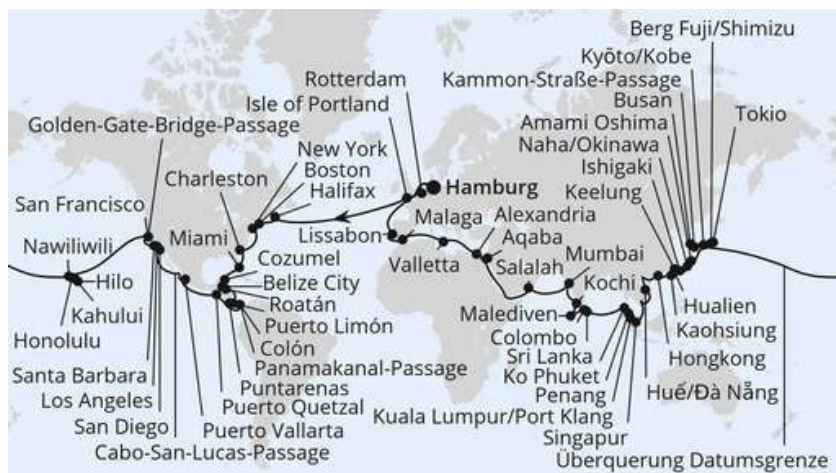 Berg Fuji/Shimizu
Kyōto/Kobe
Rotterdam
Kammon-Straße-Passage
Isle of Portland
Busan
Tokio
Golden-Gate-Bridge-Passage
Amami Oshima
New York
Naha/Okinawa
Boston
Ishigaki
Charleston
Halifax
Hamburg
Keelung
San Francisco
Malaga
Alexandria
Lissabon
Aqaba
Miami
Nawiliwili
Cozumel
Valletta
Salalah
Mumbai
Hilo
Belize City
Kochi
Kahului
Roatán
Malediven
Hualien
Honolulu
Puerto Limón
Colombo
Kaohsiung
Colón
Sri Lanka
Hongkong
Santa Barbara
Panamakanal-Passage
Ko Phuket
Los Angeles
Puntarenas
Penang
Huế/Đà Nẵng
San Diego
Puerto Quetzal
Kuala Lumpur/Port Klang
Puerto Vallarta
Singapur
Cabo-San-Lucas-Passage
Überquerung Datumsgrenze